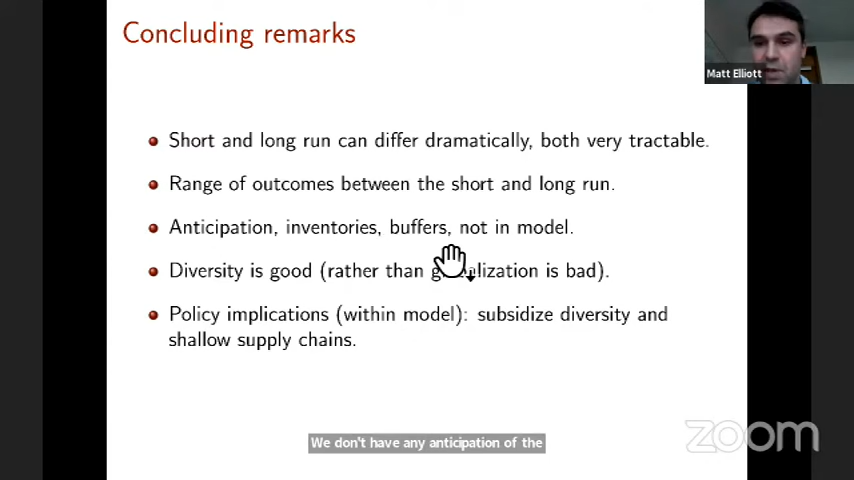 Concluding remarks
Matt Elliott
Short and long run can differ dramatically, both very tractable.
Range of outcomes between the short and long run.
Anticipation, inventories, buffers, not in model.
Diversity is good (rather than globalization is bad).
Policy implications (within model): subsidize diversity and
shallow supply chains.
We don't have any anticipation of the
zoom